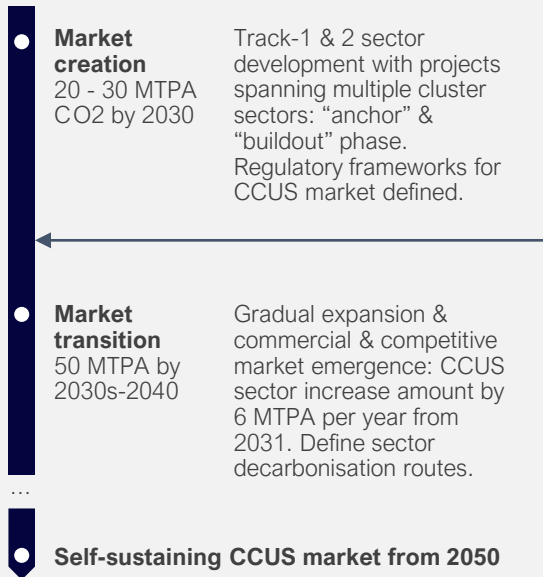 Market
creation
20 - 30 MTPA
CO2 by 2030
Track-1 & 2 sector
development with projects
spanning multiple cluster
sectors: “anchor” &
“buildout” phase.
Regulatory frameworks for
CCUS market defined.
Market
transition
50 MTPA by
2030s-2040
Gradual expansion &
commercial & competitive
market emergence: CCUS
sector increase amount by
6 MTPA per year from
2031. Define sector
decarbonisation routes.
...
Self-sustaining CCUS market from 2050